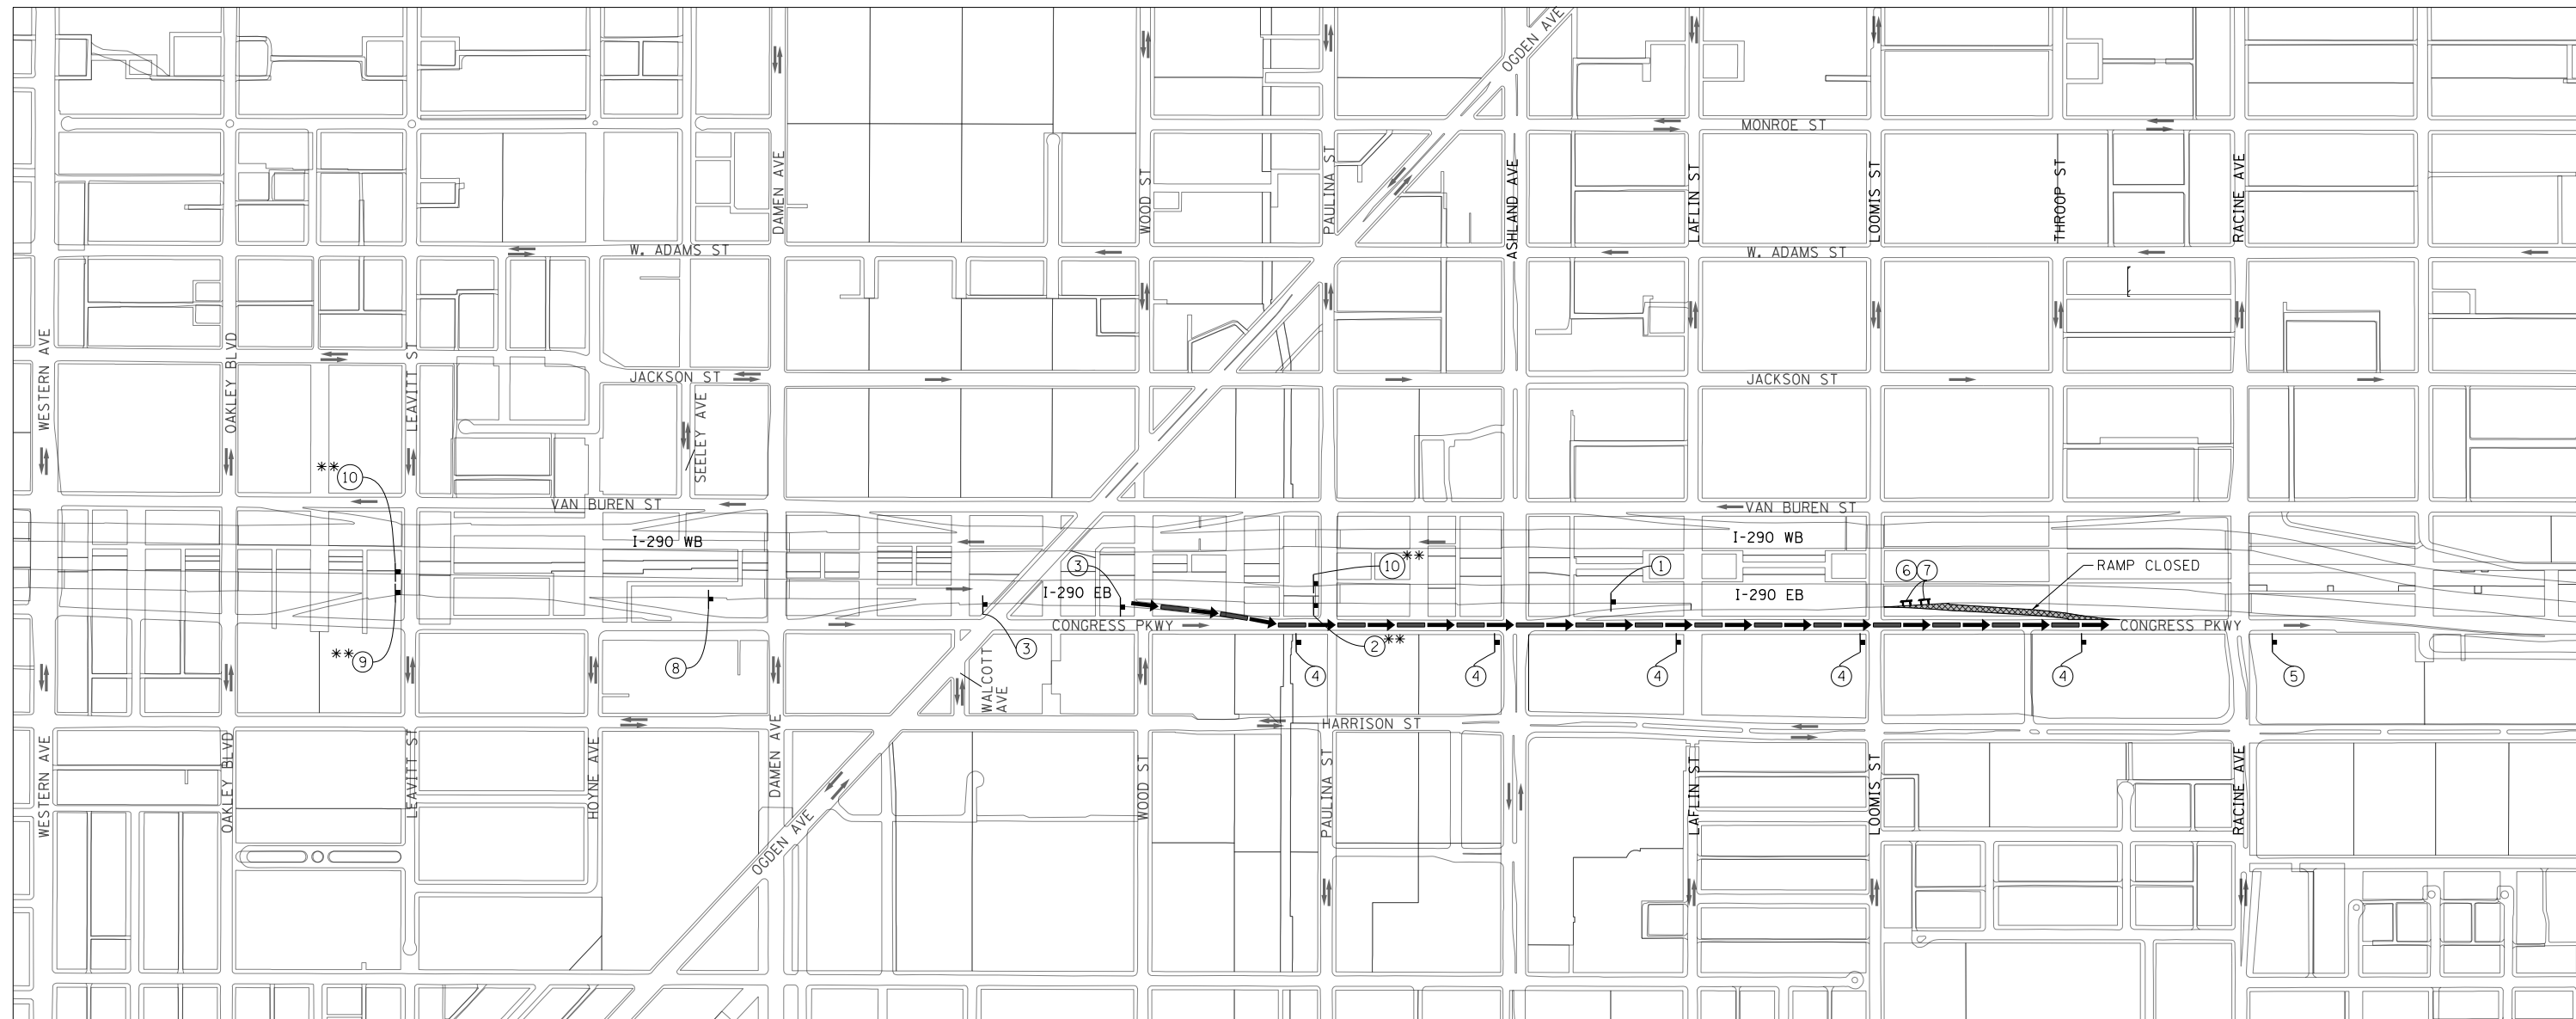 OGDEN AVE
MONROE ST
DAMEN AVE
WOOD ST
PAULINA ST
ASHLAND AVE
LAFLIN ST
LOOMIS ST
THROOP ST
RACINE AVE
W. ADAMS ST
W. ADAMS ST
WESTERN AVE
OAKLEY BLVD
LEAVITT ST
JACKSON ST
JACKSON ST
SEELEY AVE
** 10
VAN BUREN ST
VAN BUREN ST
I-290 WB
I-290 WB
3
10 **
1
6 7
RAMP CLOSED
I-290 EB
I-290 EB
CONGRESS PKWY
CONGRESS PKWY
** 9
8
3
2 **
WALCOTT
AVE
4
4
4
4
4
5
HARRISON ST
WESTERN AVE
OAKLEY BLVD
LEAVITT ST
HOYNE AVE
DAMEN AVE
OGDEN AVE
WOOD ST
PAULINA ST
LAFLIN ST
LOOMIS ST
RACINE AVE